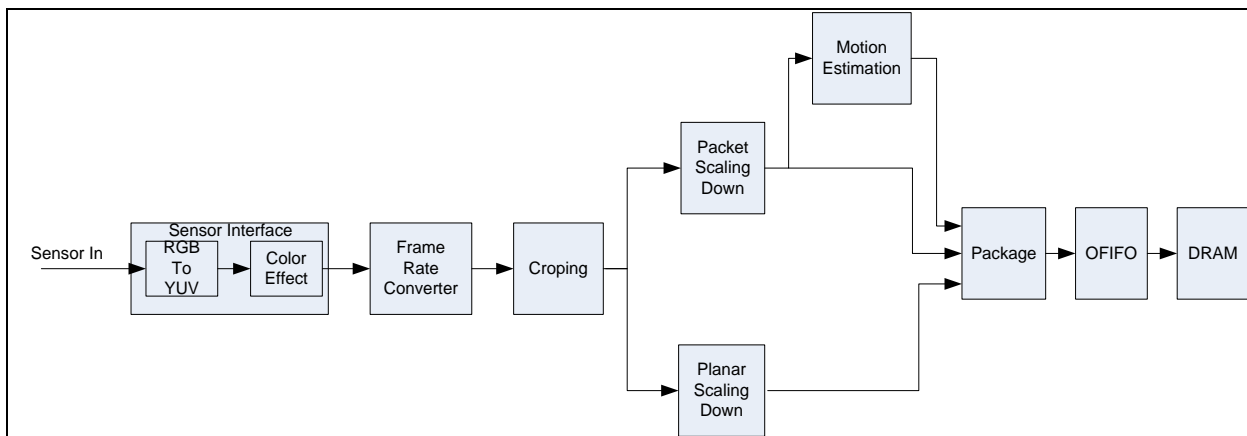 Motion
Estimation
Packet
Scaling
Down
Sensor In
Sensor Interface
RGB
To
YUV
Color
Effect
Frame
Rate
Converter
Croping
Package
OFIFO
DRAM
Planar
Scaling
Down